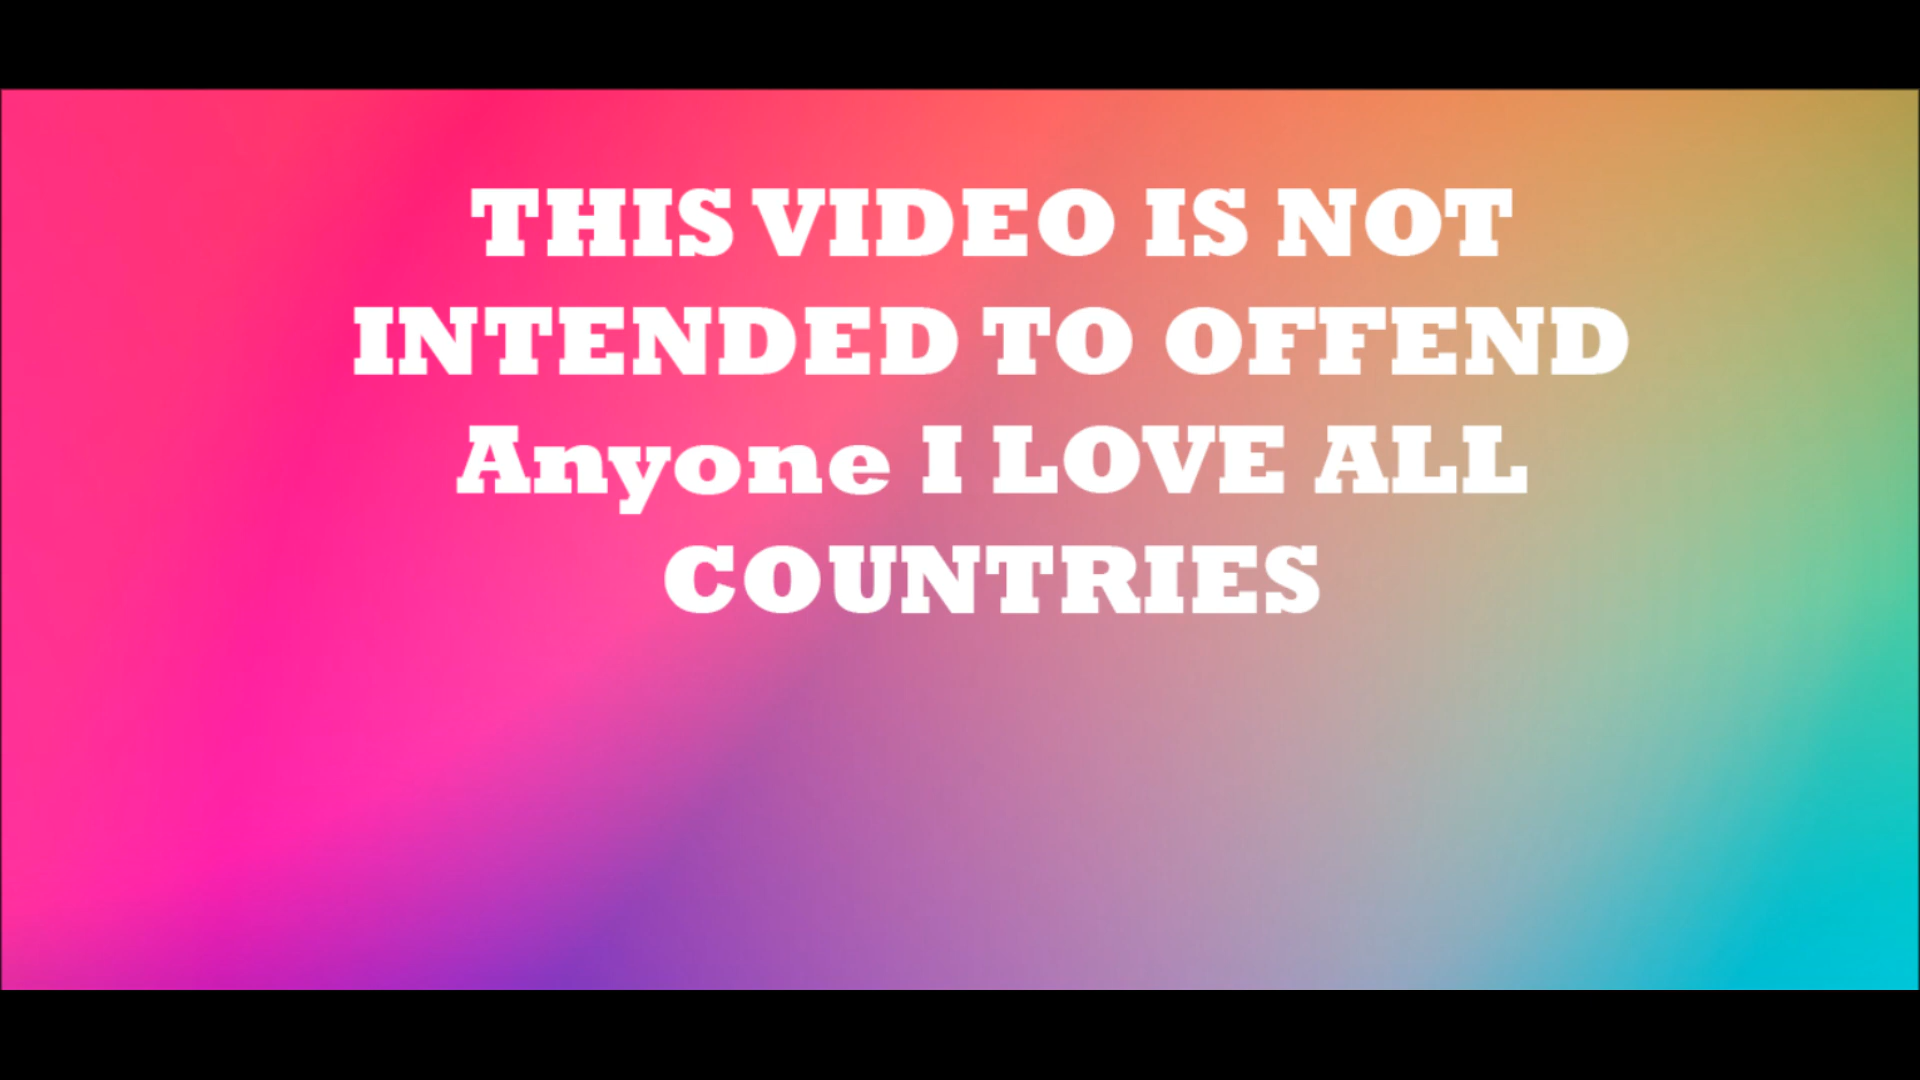 THIS VIDEO IS NOT
INTENDED TO OFFEND
Anyone I LOVE ALL
COUNTRIES